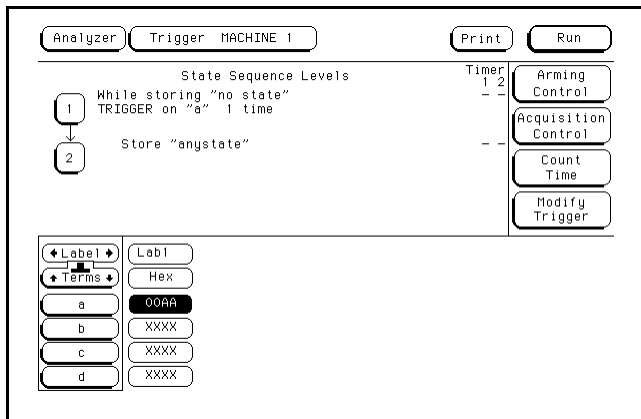 Analyzer
Trigger MACHINE 1
Print
Run
State Sequence Levels
Timer
1 2
1
While storing "no state"
TRIGGER on "a" 1 time
- -
2
Store "anystate"
- -
Arming
Control
Acquisition
Control
Count
Time
Modify
Trigger
Label
Lab1
Terms
Hex
a
00AA
b
XXXX
c
XXXX
d
XXXX